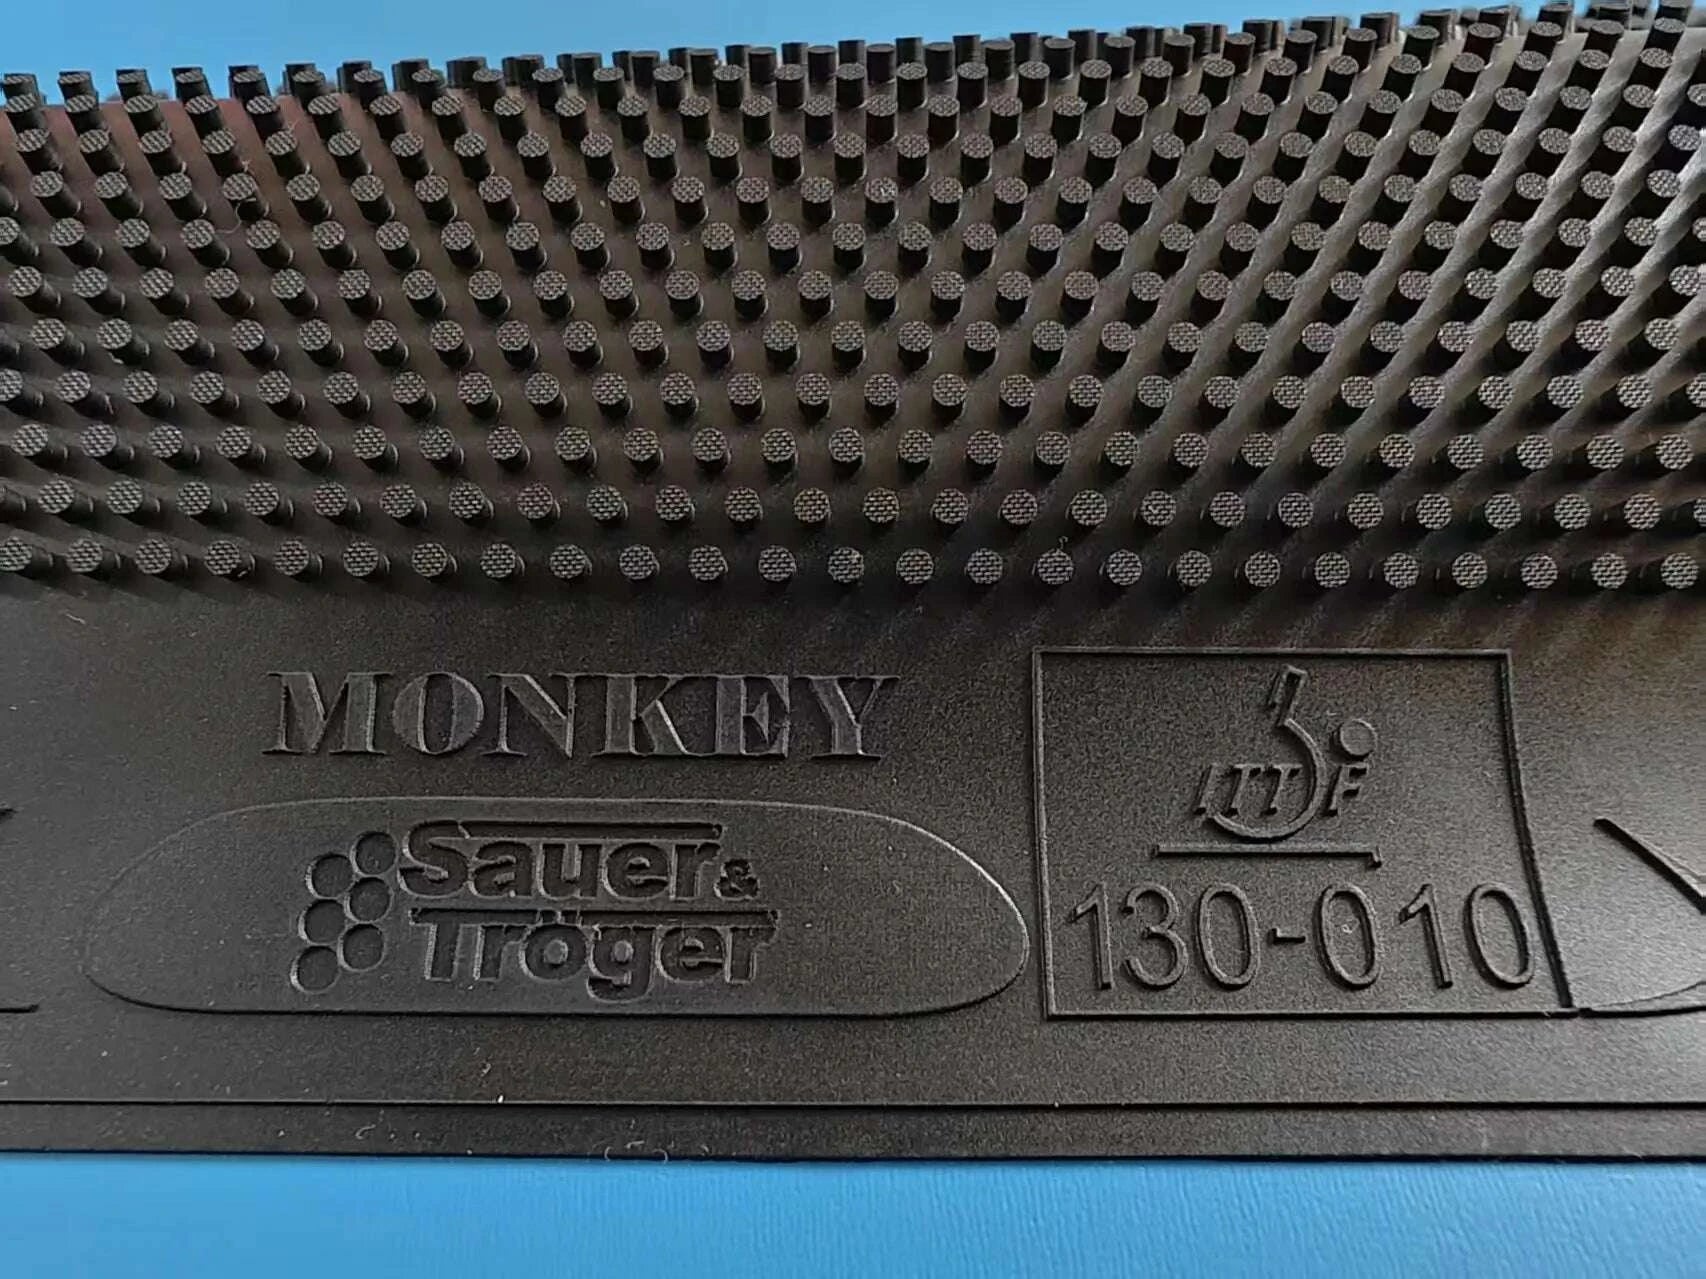 MONKEY
Sauer &
Tröger
ITTF
130-010